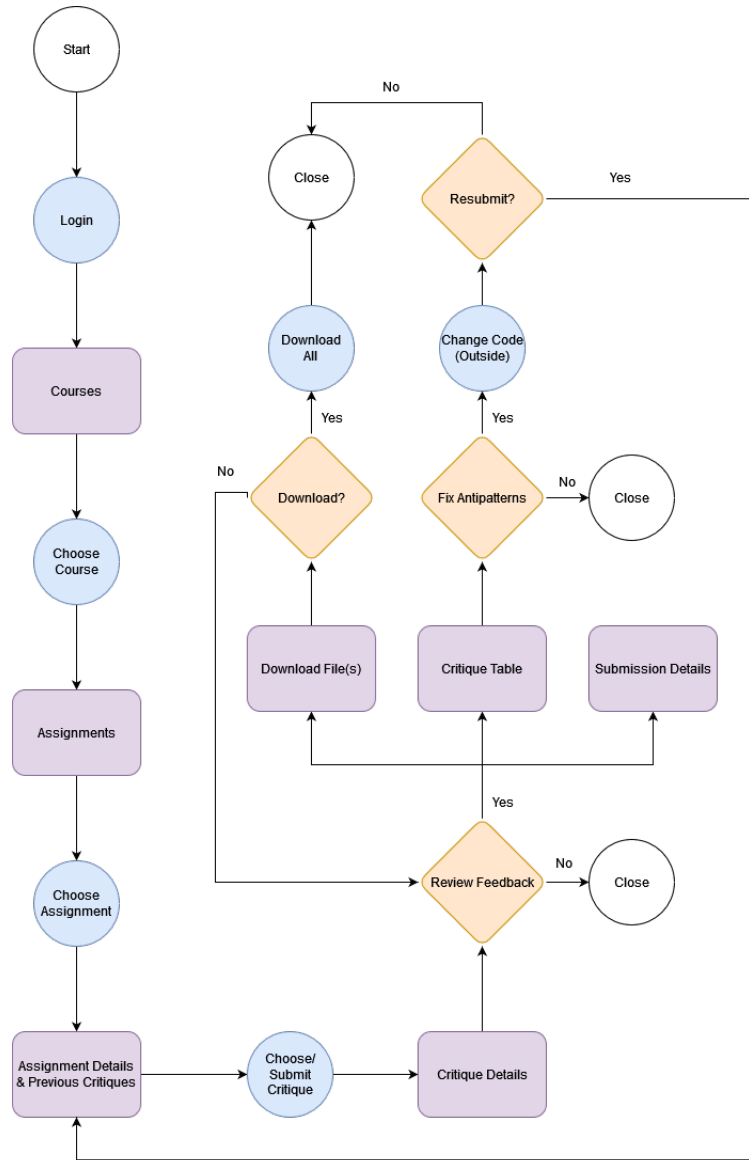 Start
No
Close
Resubmit?
Yes
Login
Download
All
Change Code
(Outside)
Courses
Yes
Yes
No
Download?
Fix Antipatterns
No
Close
Choose
Course
Download File(s)
Critique Table
Submission Details
Assignments
Yes
Review Feedback
No
Close
Choose
Assignment
Assignment Details
& Previous Critiques
Choose/
Submit
Critique
Critique Details